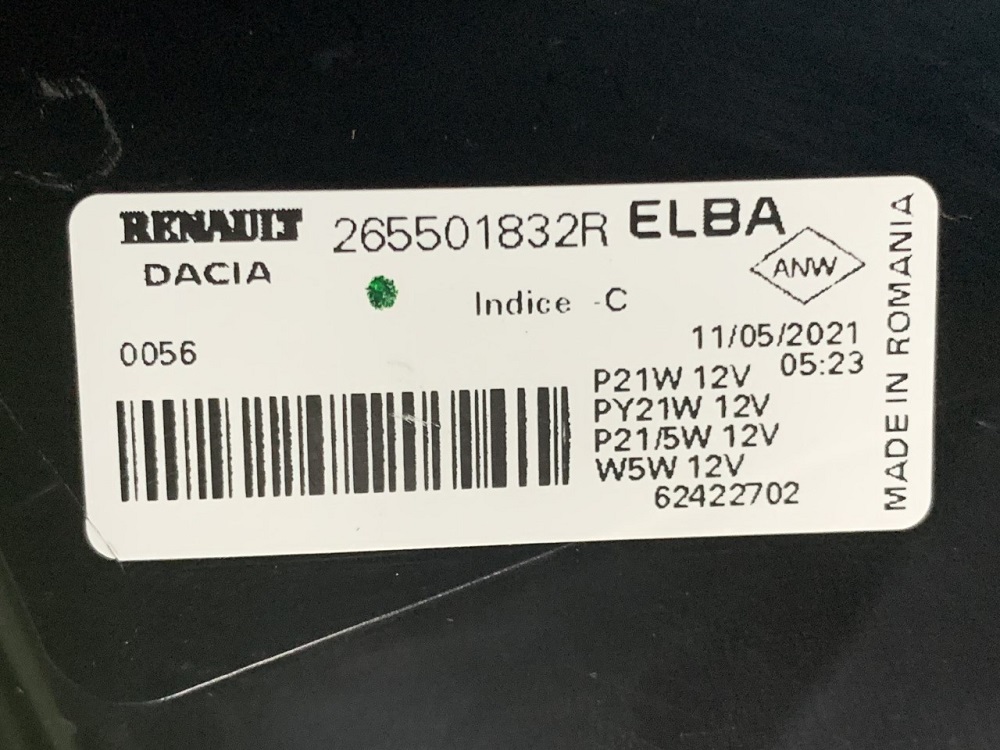 RENAULT 265501832R ELBA
DACIA
ANW
Indice -C
0056
11/05/2021
05:23
P21W 12V
PY21W 12V
P21/5W 12V
W5W 12V
62422702
MADE IN ROMANIA